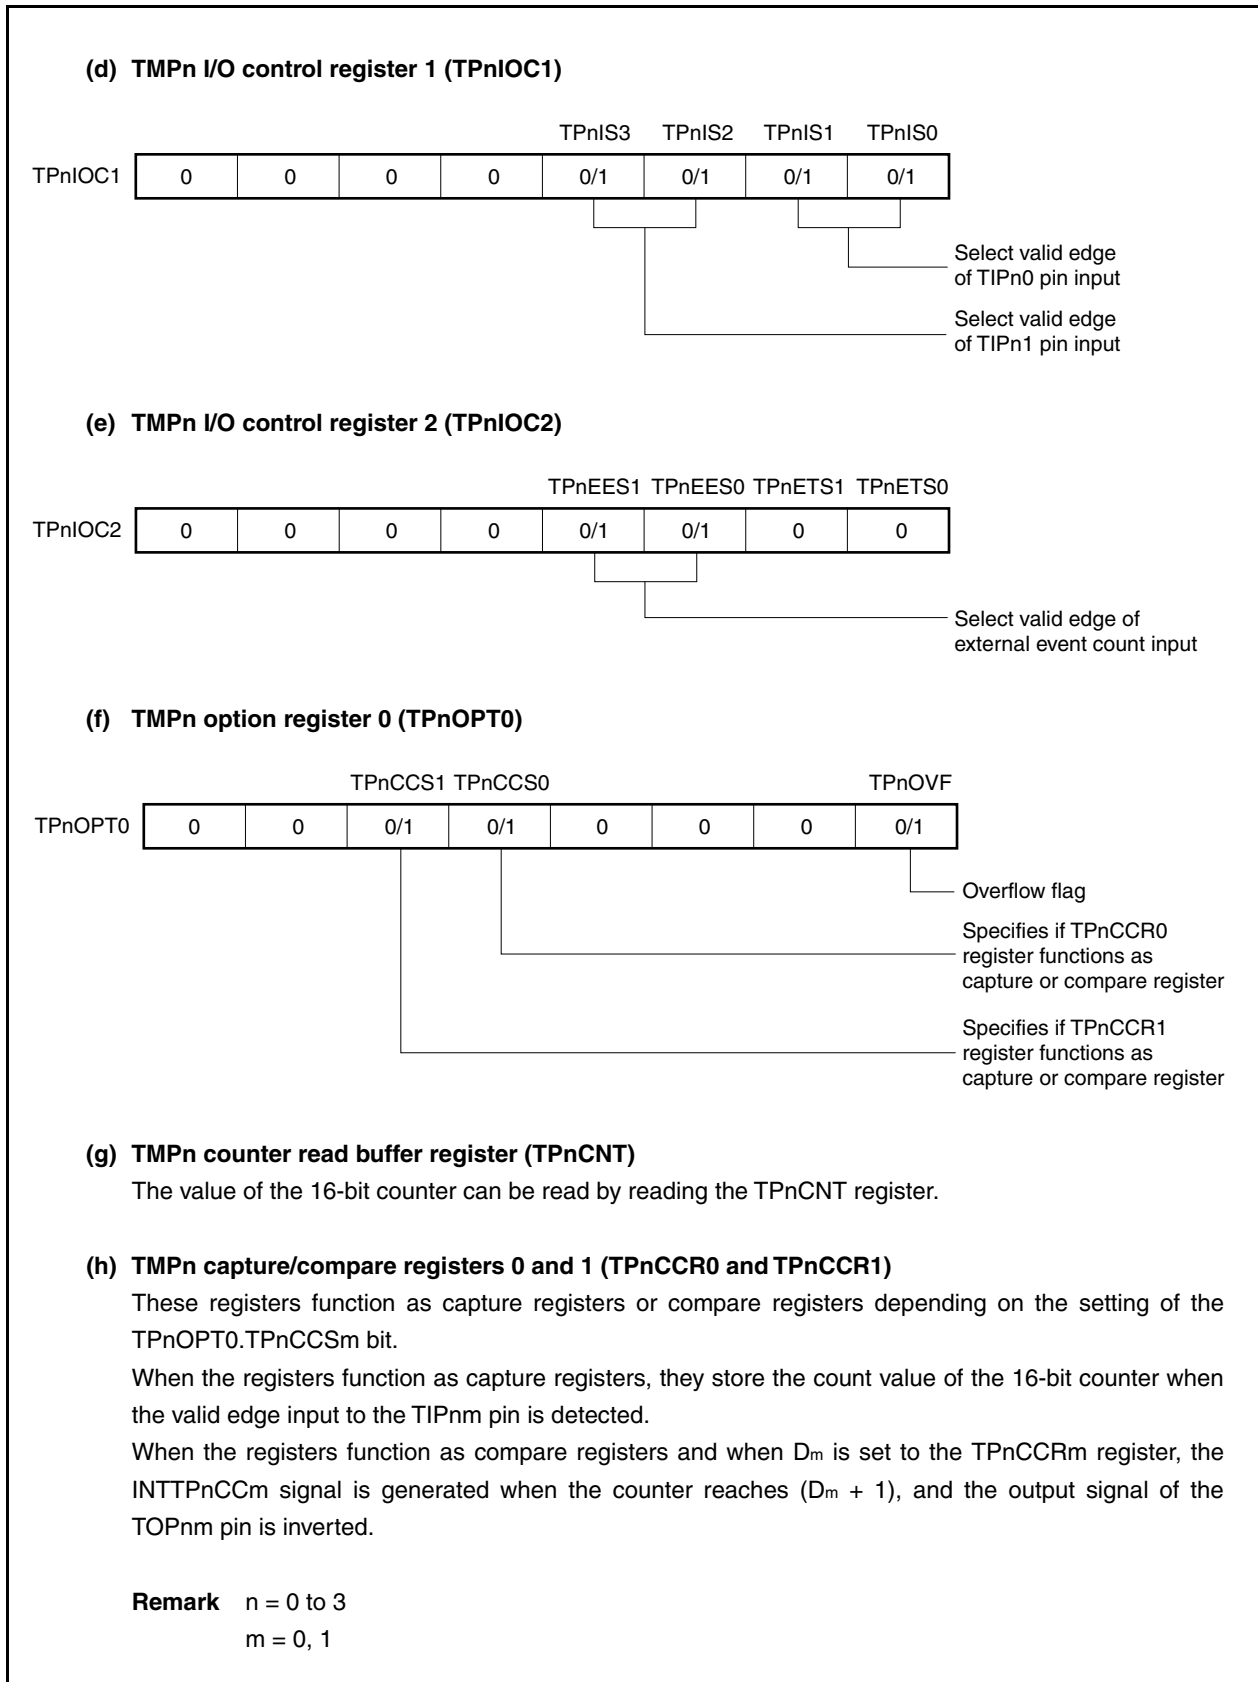 (d) TMPn I/O control register 1 (TPnIOC1)
TPnIS3 TPnIS2 TPnIS1 TPnIS0
TPnIOC1 0 0 0 0 0/1 0/1 0/1 0/1
Select valid edge
of TIPn0 pin input
Select valid edge
of TIPn1 pin input
(e) TMPn I/O control register 2 (TPnIOC2)
TPnEES1 TPnEES0 TPnETS1 TPnETS0
TPnIOC2 0 0 0 0 0/1 0/1 0 0
Select valid edge of
external event count input
(f) TMPn option register 0 (TPnOPT0)
TPnCCS1 TPnCCS0 TPnOVF
TPnOPT0 0 0 0/1 0/1 0 0 0 0/1
Overflow flag
Specifies if TPnCCR0
register functions as
capture or compare register
Specifies if TPnCCR1
register functions as
capture or compare register
(g) TMPn counter read buffer register (TPnCNT)
The value of the 16-bit counter can be read by reading the TPnCNT register.
(h) TMPn capture/compare registers 0 and 1 (TPnCCR0 and TPnCCR1)
These registers function as capture registers or compare registers depending on the setting of the
TPnOPT0.TPnCCSm bit.
When the registers function as capture registers, they store the count value of the 16-bit counter when
the valid edge input to the TIPnm pin is detected.
When the registers function as compare registers and when Dm is set to the TPnCCRm register, the
INTTPnCCm signal is generated when the counter reaches (Dm + 1), and the output signal of the
TOPnm pin is inverted.
Remark n = 0 to 3
m = 0, 1